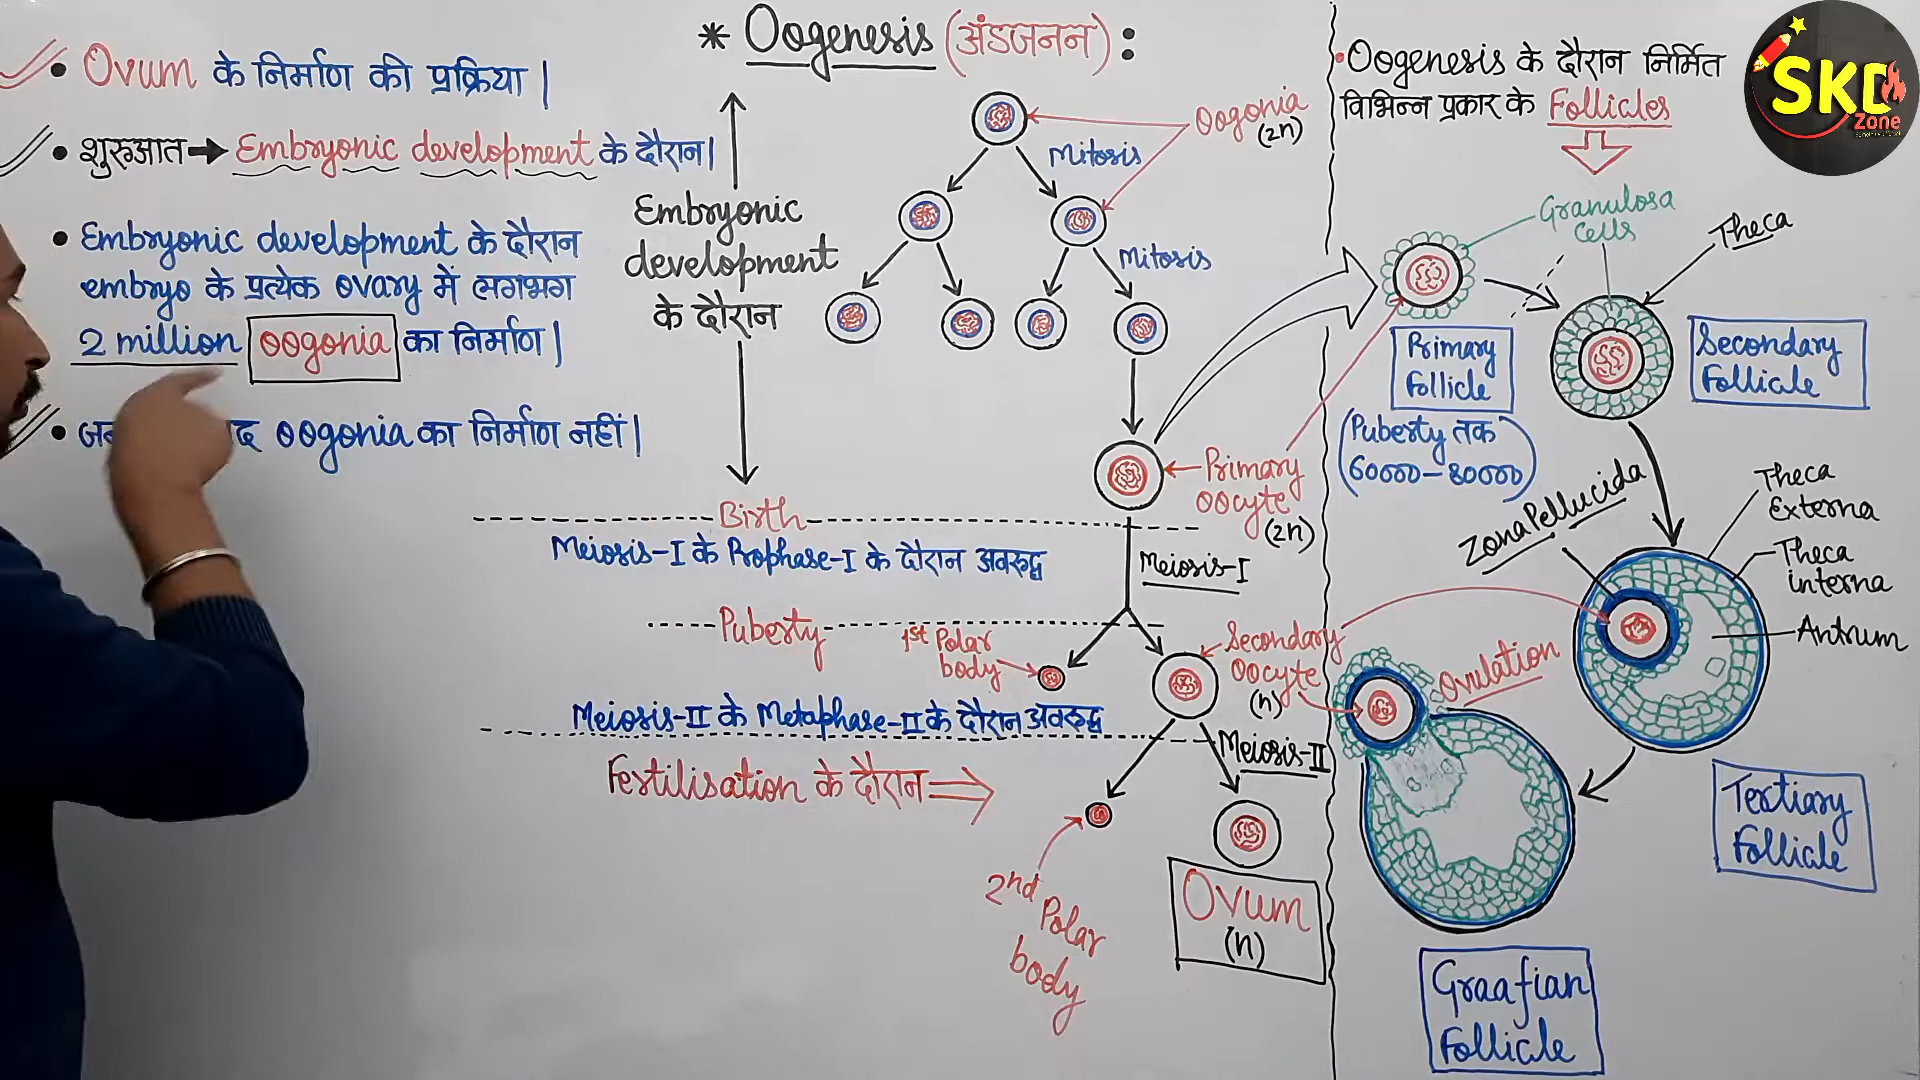 * Oogenesis (अंडजनन) :
• Ovum के निर्माण की प्रक्रिया |
• शुरुआत → Embryonic development के दौरान |
• Embryonic development के दौरान
embryo के प्रत्येक ovary में लगभग
2 million oogonia का निर्माण |
• oogonia का निर्माण नहीं |
Embryonic
development
के दौरान
Oogonia
(2n)
Mitosis
Mitosis
Primary
Oocyte
(2n)
Birth
Meiosis-I के Prophase-I के दौरान अवरुद्ध
Meiosis-I
Puberty
1st Polar
body
Secondary
Oocyte
(n)
Meiosis-II के Metaphase-II के दौरान अवरुद्ध
Meiosis-II
Fertilisation के दौरान
2nd Polar
body
Ovum
(n)
• Oogenesis के दौरान निर्मित
विभिन्न प्रकार के Follicles
Granulosa
Cells
Theca
Primary
Follicle
(Puberty तक
60000-80000)
Secondary
Follicle
Zona Pellucida
Theca
Externa
Theca
interna
Antrum
Ovulation
Tertiary
Follicle
Graafian
Follicle
SKD
Zone